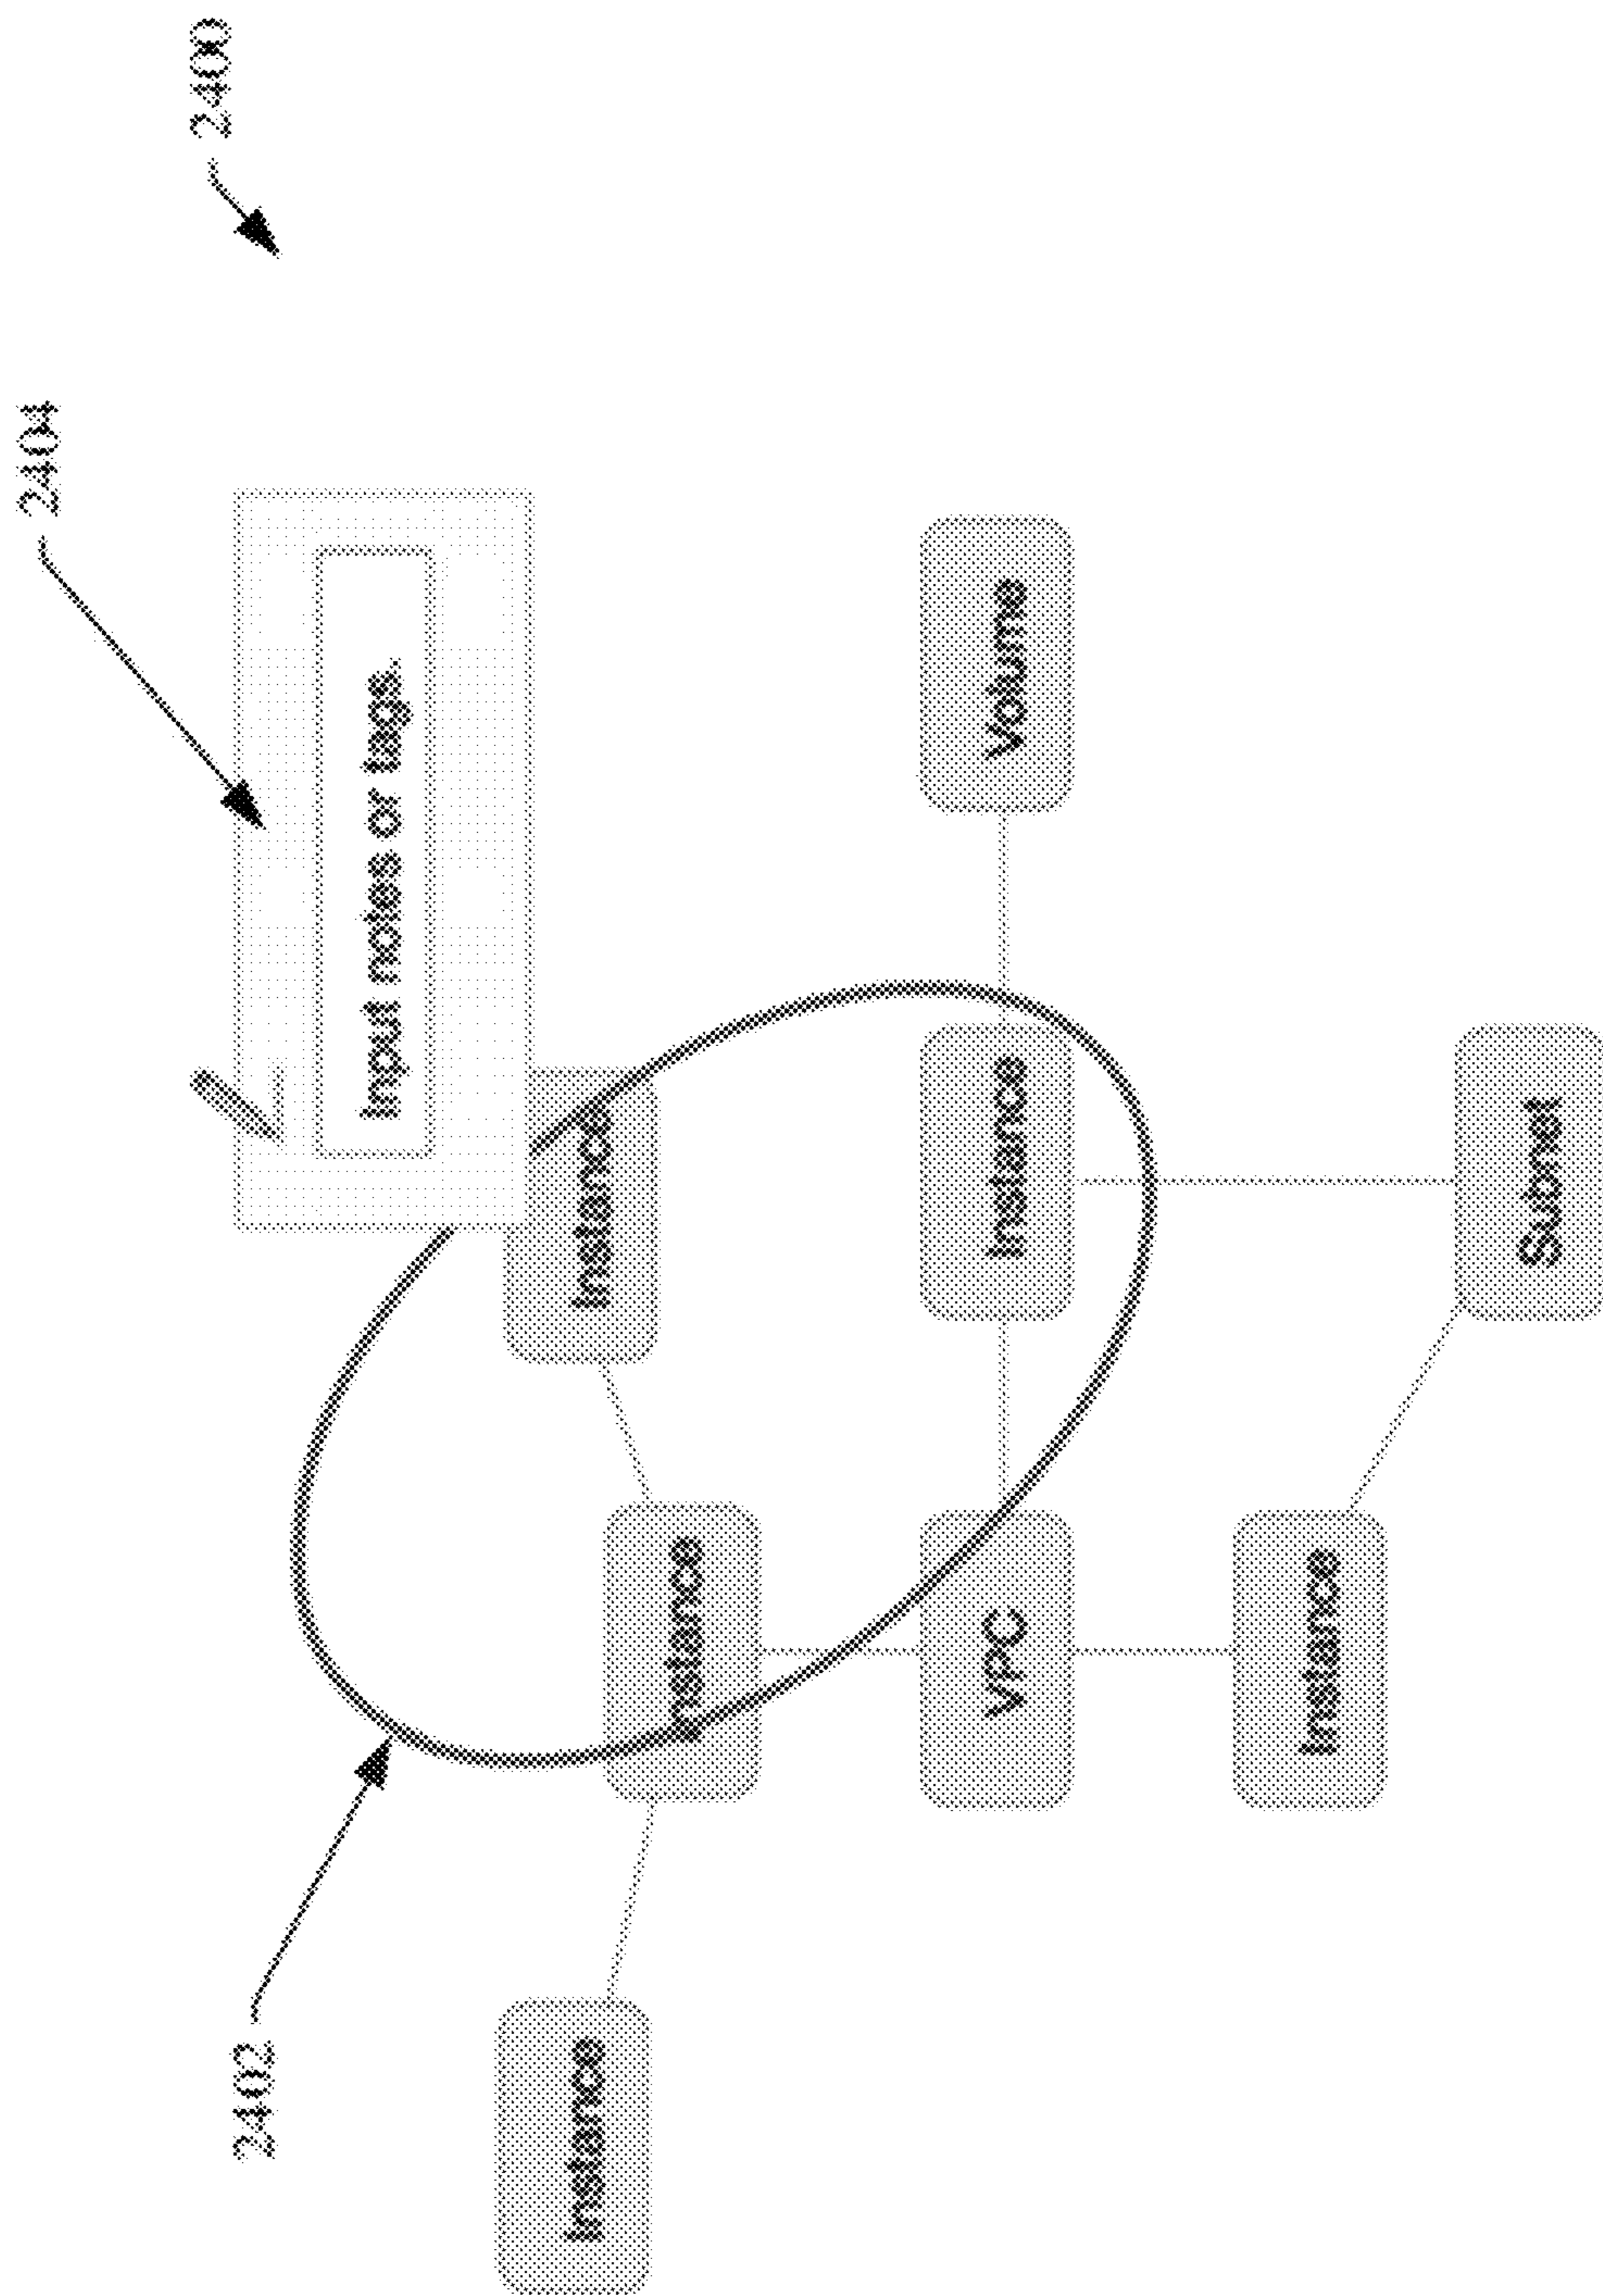 2400
2404
2402
Input notes or tags.
Instance
Instance
Instance
Instance
Volume
VPC
Instance
Subnet